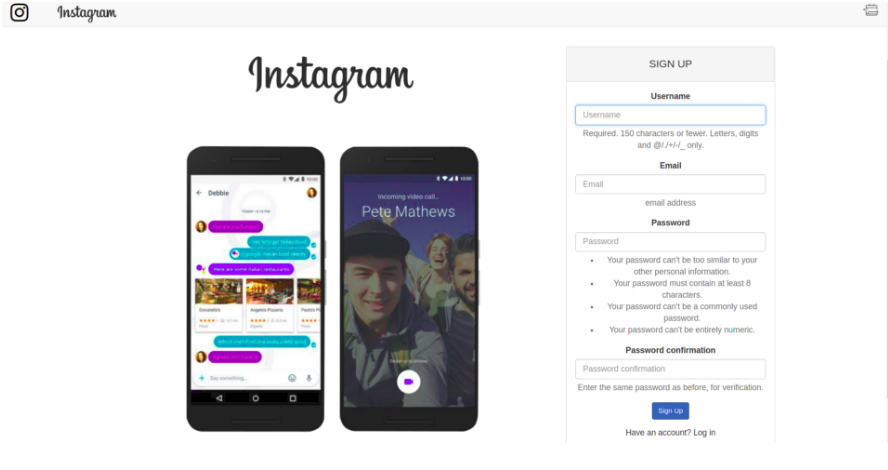 Instagram
Instagram
10:00
Debbie
Here are some Italian restaurants
Say something...
10:00
Incoming video call...
Pete Mathews
SIGN UP
Username
Username
Required. 150 characters or fewer. Letters, digits
and @/./+/-/_ only.
Email
Email
email address
Password
Password
• Your password can't be too similar to your
other personal information.
• Your password must contain at least 8
characters.
• Your password can't be a commonly used
password.
• Your password can't be entirely numeric.
Password confirmation
Password confirmation
Enter the same password as before, for verification.
Sign Up
Have an account? Log in